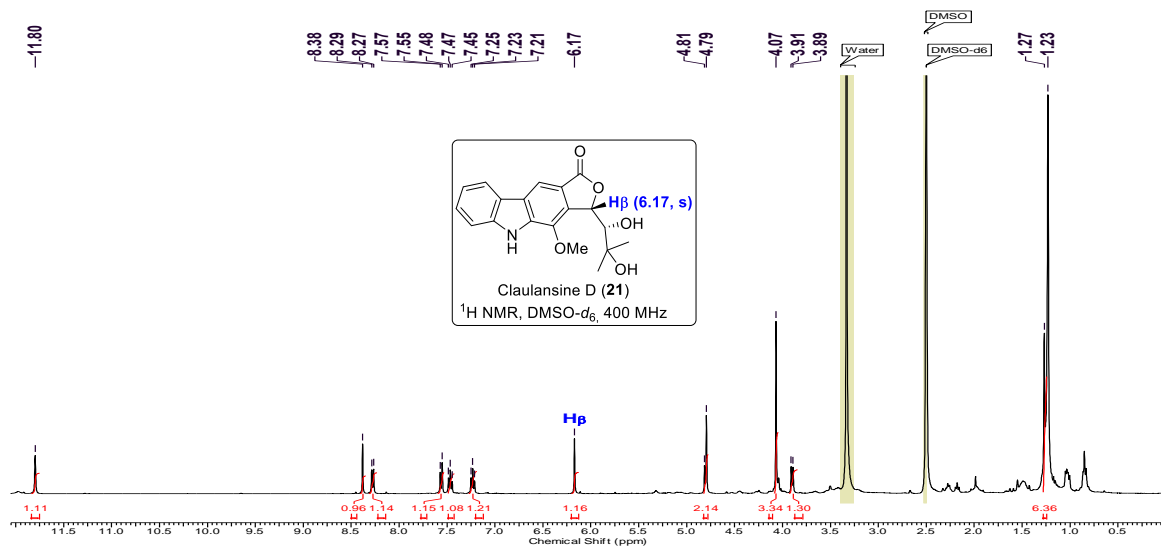 11.80
8.38
8.29
8.27
7.57
7.55
7.48
7.47
7.45
7.25
7.23
7.21
6.17
4.81
4.79
4.07
3.91
3.89
1.27
1.23
DMSO
Water
DMSO-d6
O
O
Hβ (6.17, s)
OH
N
H
OMe
OH
Claulansine D (21)
¹H NMR, DMSO-d₆, 400 MHz
Hβ
1.11 0.96 1.14 1.15 1.08 1.21 1.16 2.14 3.34 1.30 6.36
11.5 11.0 10.5 10.0 9.5 9.0 8.5 8.0 7.5 7.0 6.5 6.0 5.5 5.0 4.5 4.0 3.5 3.0 2.5 2.0 1.5 1.0 0.5
Chemical Shift (ppm)